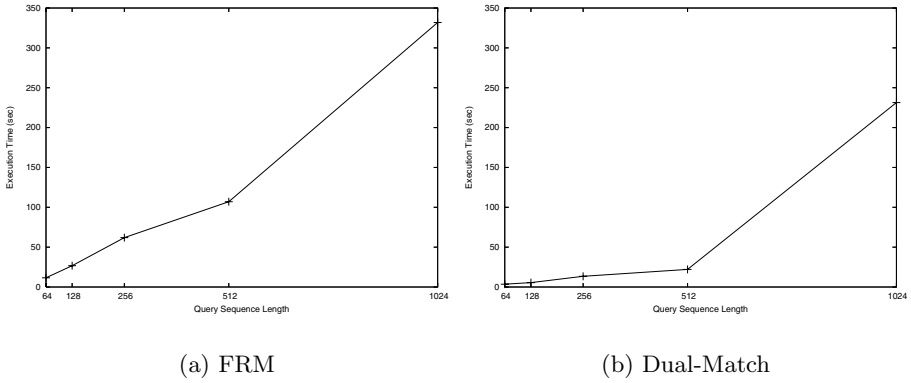 350
300
250
200
150
100
50
0
Execution Time (sec)
64 128 256 512 1024
Query Sequence Length
(a) FRM
350
300
250
200
150
100
50
0
Execution Time (sec)
64 128 256 512 1024
Query Sequence Length
(b) Dual-Match